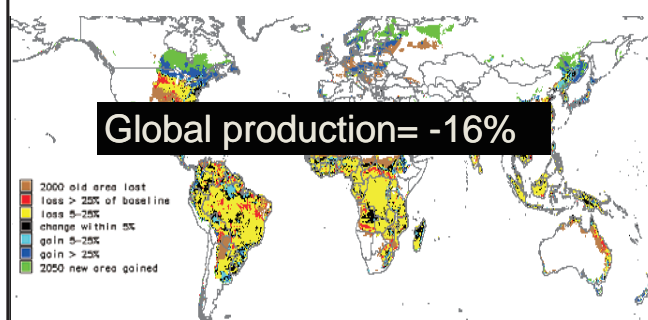 Global production= -16%
2000 old area lost
loss > 25% of baseline
loss 5-25%
change within 5%
gain 5-25%
gain > 25%
2050 new area gained